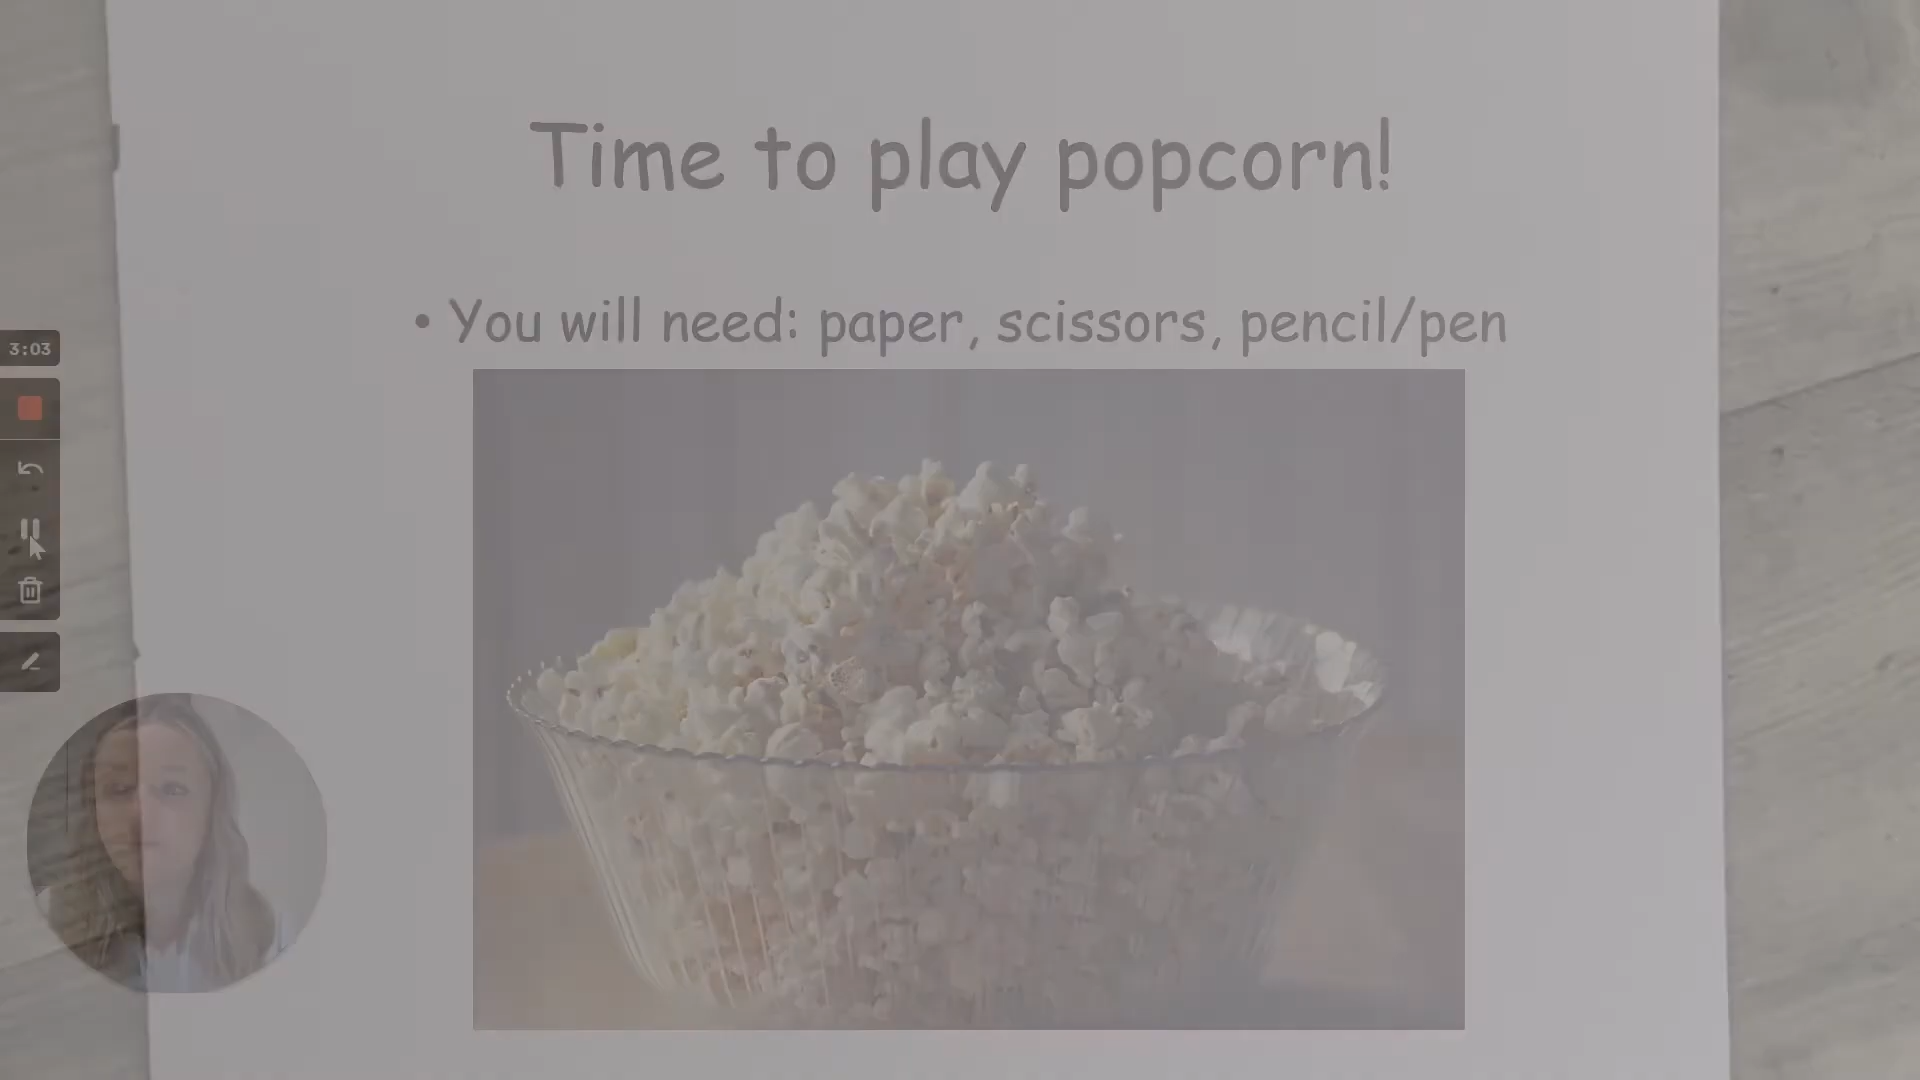 Time to play popcorn!
• You will need: paper, scissors, pencil/pen
3:03